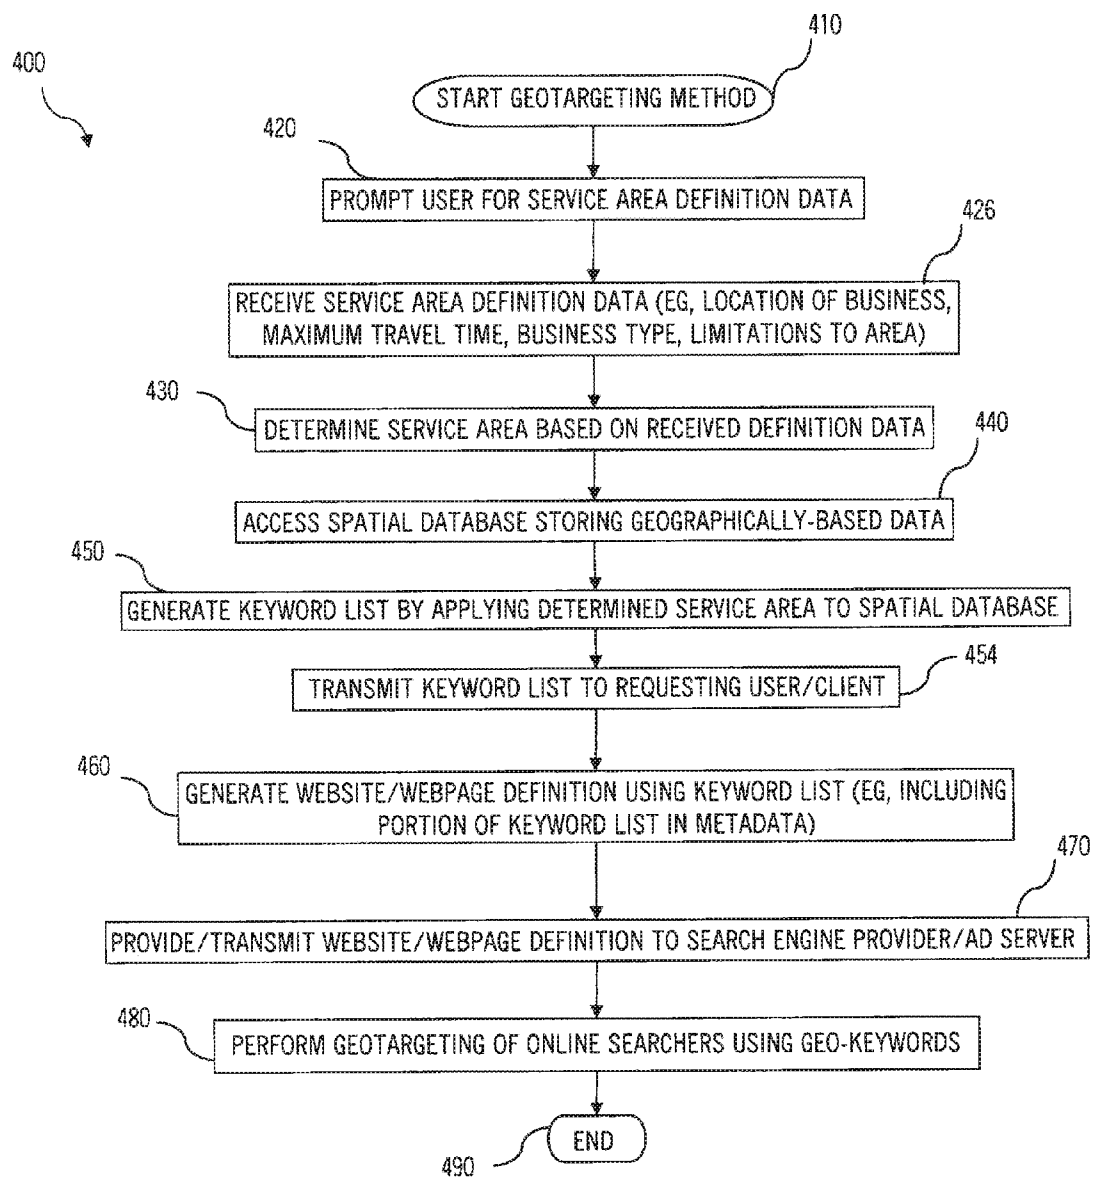 410
400
START GEOTARGETING METHOD
420
PROMPT USER FOR SERVICE AREA DEFINITION DATA
426
RECEIVE SERVICE AREA DEFINITION DATA (EG, LOCATION OF BUSINESS,
MAXIMUM TRAVEL TIME, BUSINESS TYPE, LIMITATIONS TO AREA)
430
DETERMINE SERVICE AREA BASED ON RECEIVED DEFINITION DATA
440
ACCESS SPATIAL DATABASE STORING GEOGRAPHICALLY-BASED DATA
450
GENERATE KEYWORD LIST BY APPLYING DETERMINED SERVICE AREA TO SPATIAL DATABASE
454
TRANSMIT KEYWORD LIST TO REQUESTING USER/CLIENT
460
GENERATE WEBSITE/WEBPAGE DEFINITION USING KEYWORD LIST (EG, INCLUDING
PORTION OF KEYWORD LIST IN METADATA)
470
PROVIDE/TRANSMIT WEBSITE/WEBPAGE DEFINITION TO SEARCH ENGINE PROVIDER/AD SERVER
480
PERFORM GEOTARGETING OF ONLINE SEARCHERS USING GEO-KEYWORDS
END
490